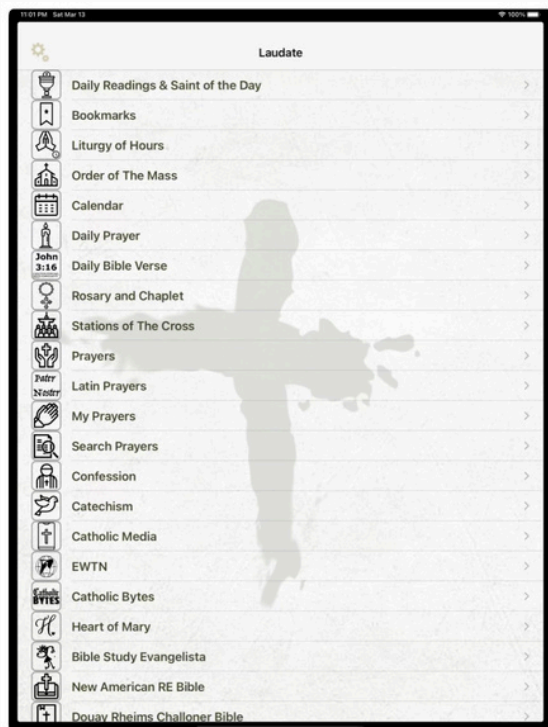 11:01 PM Sat Mar 13 100%
Laudate
Daily Readings & Saint of the Day
Bookmarks
Liturgy of Hours
Order of The Mass
Calendar
Daily Prayer
John
3:16
Daily Bible Verse
Rosary and Chaplet
Stations of The Cross
Prayers
Pater
Noster
Latin Prayers
My Prayers
Search Prayers
Confession
Catechism
Catholic Media
EWTN
Catholic
BYTES
Catholic Bytes
H.
Heart of Mary
Bible Study Evangelista
New American RE Bible
Douay Rheims Challoner Bible